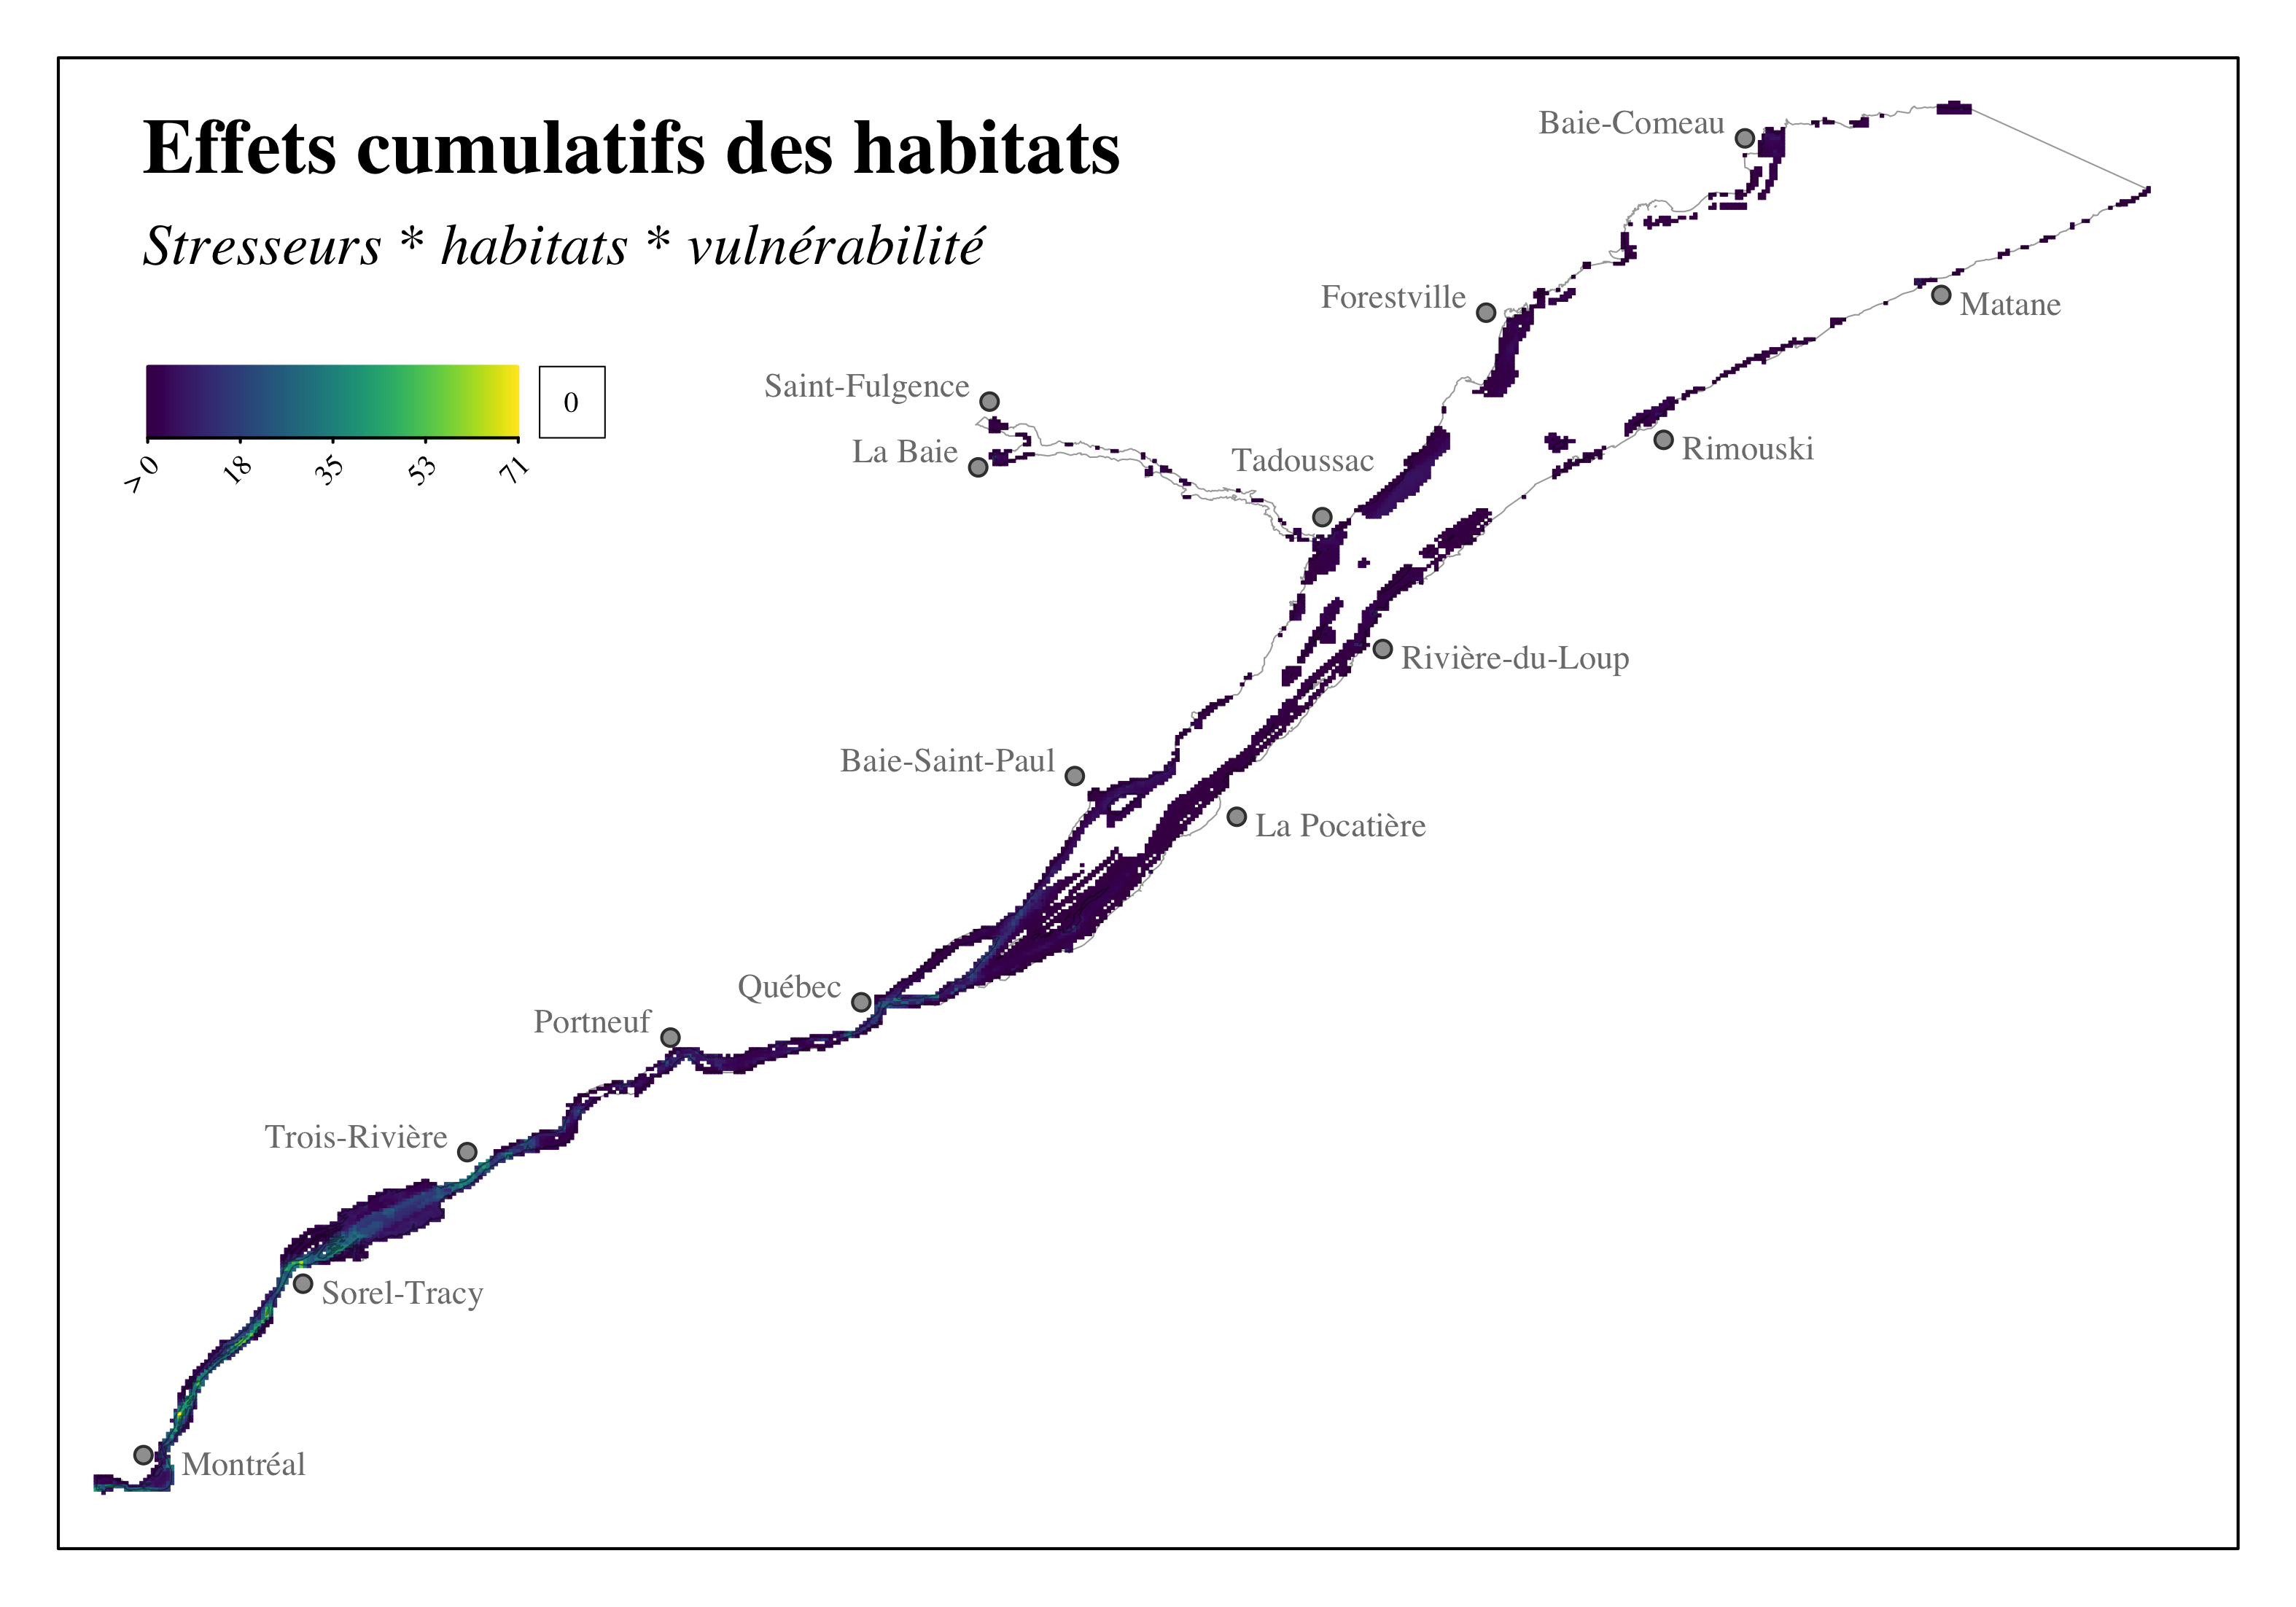 Effets cumulatifs des habitats
Stresseurs * habitats * vulnérabilité
> 0
18
35
53
71
0
Baie-Comeau
Forestville
Matane
Saint-Fulgence
La Baie
Tadoussac
Rimouski
Rivière-du-Loup
Baie-Saint-Paul
La Pocatière
Québec
Portneuf
Trois-Rivière
Sorel-Tracy
Montréal